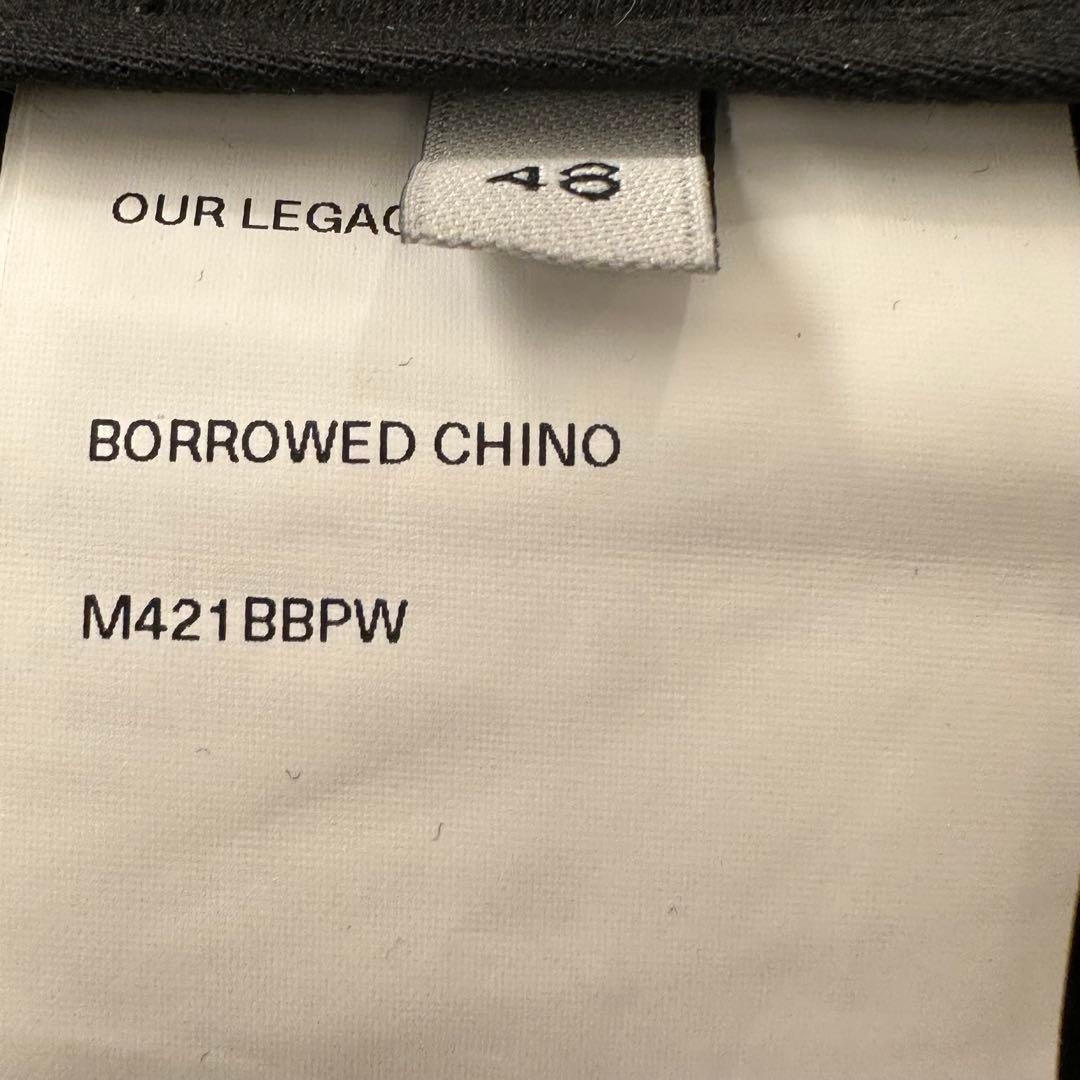 48
OUR LEGAC
BORROWED CHINO
M421BBPW